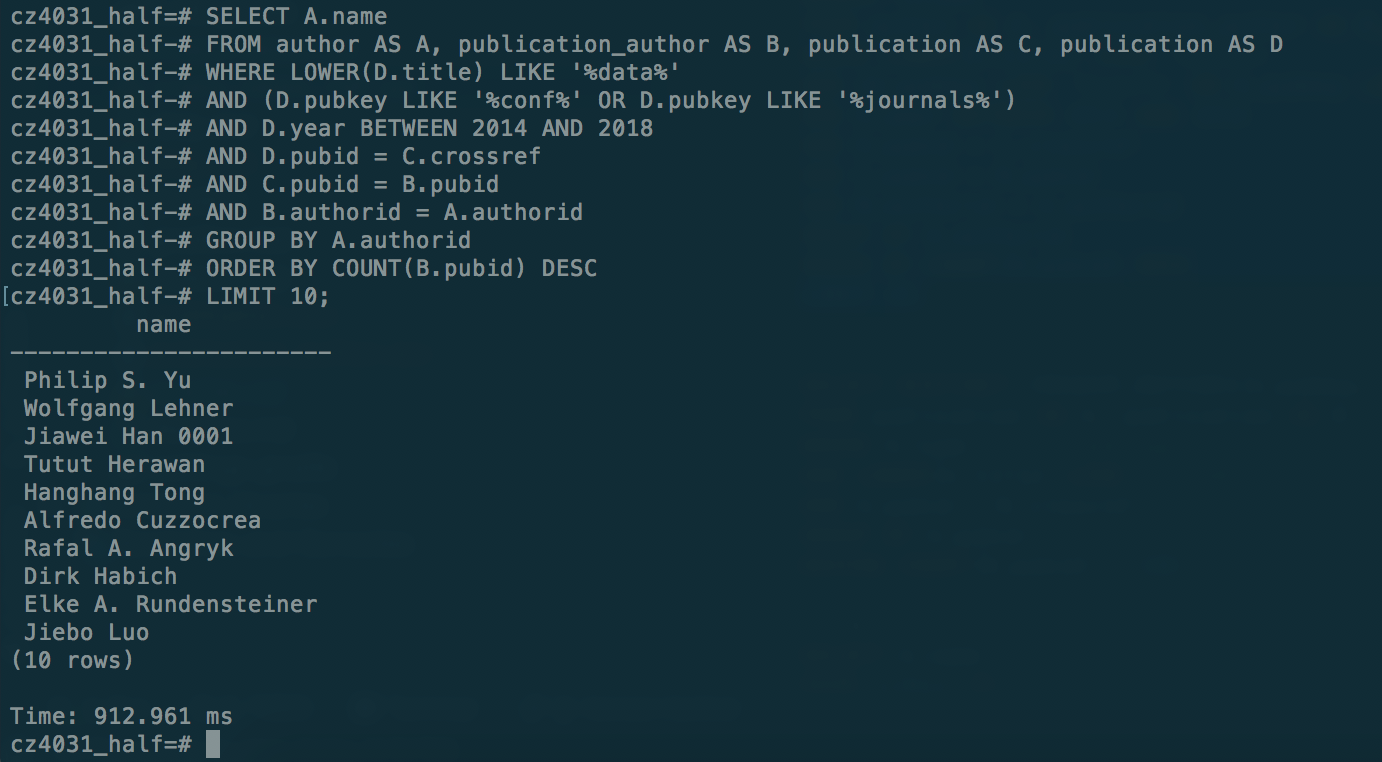 cz4031_half=# SELECT A.name
cz4031_half-# FROM author AS A, publication_author AS B, publication AS C, publication AS D
cz4031_half-# WHERE LOWER(D.title) LIKE '%data%'
cz4031_half-# AND (D.pubkey LIKE '%conf%' OR D.pubkey LIKE '%journals%')
cz4031_half-# AND D.year BETWEEN 2014 AND 2018
cz4031_half-# AND D.pubid = C.crossref
cz4031_half-# AND C.pubid = B.pubid
cz4031_half-# AND B.authorid = A.authorid
cz4031_half-# GROUP BY A.authorid
cz4031_half-# ORDER BY COUNT(B.pubid) DESC
[cz4031_half-# LIMIT 10;
name
-----------------------
Philip S. Yu
Wolfgang Lehner
Jiawei Han 0001
Tutut Herawan
Hanghang Tong
Alfredo Cuzzocrea
Rafal A. Angryk
Dirk Habich
Elke A. Rundensteiner
Jiebo Luo
(10 rows)
Time: 912.961 ms
cz4031_half=#